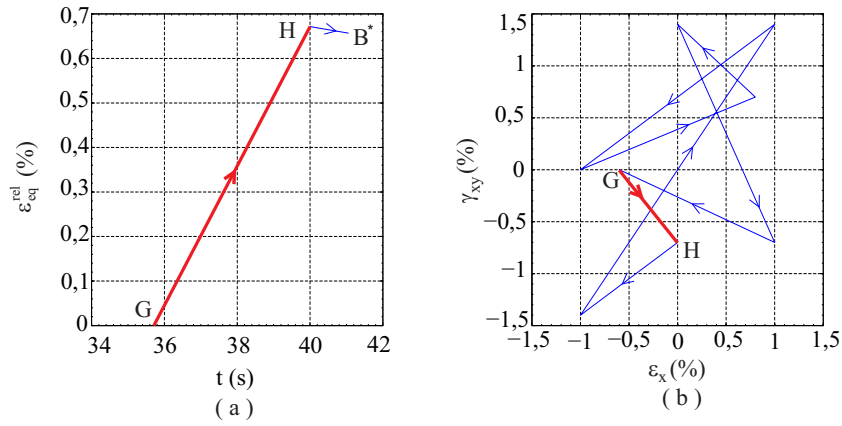 0,7
0,6
0,5
0,4
0,3
0,2
0,1
0
34 36 38 40 42
ε_eq^rel (%)
t (s)
G
H
B*
( a )
1,5
1
0,5
0
−0,5
−1
−1,5
−1,5 −1 −0,5 0 0,5 1 1,5
γ_xy (%)
ε_x (%)
G
H
( b )